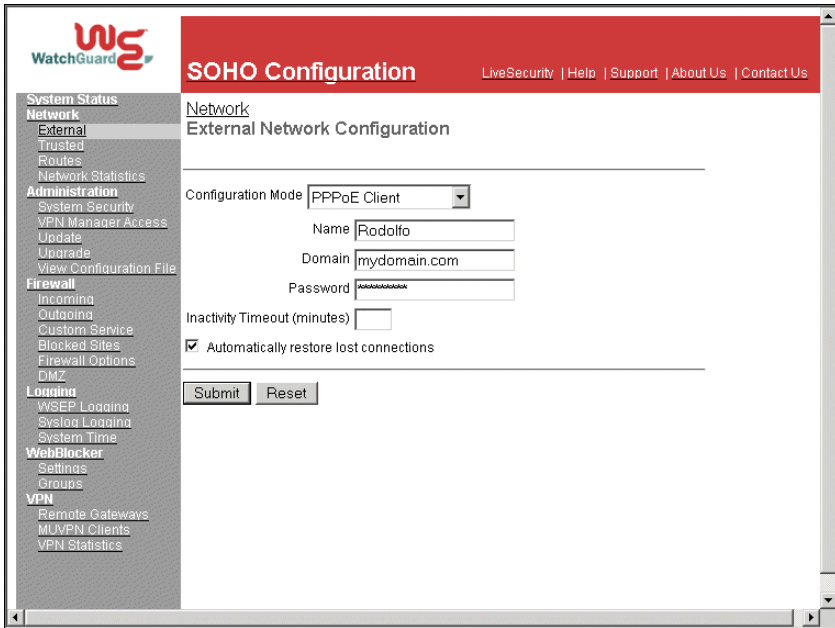 WatchGuard
SOHO Configuration
LiveSecurity | Help | Support | About Us | Contact Us
System Status
Network
External
Trusted
Routes
Network Statistics
Administration
System Security
VPN Manager Access
Update
Upgrade
View Configuration File
Firewall
Incoming
Outgoing
Custom Service
Blocked Sites
Firewall Options
DMZ
Logging
WSEP Logging
Syslog Logging
System Time
WebBlocker
Settings
Groups
VPN
Remote Gateways
MUVPN Clients
VPN Statistics
Network
External Network Configuration
Configuration Mode PPPoE Client
Name Rodolfo
Domain mydomain.com
Password **********
Inactivity Timeout (minutes)
Automatically restore lost connections
Submit Reset